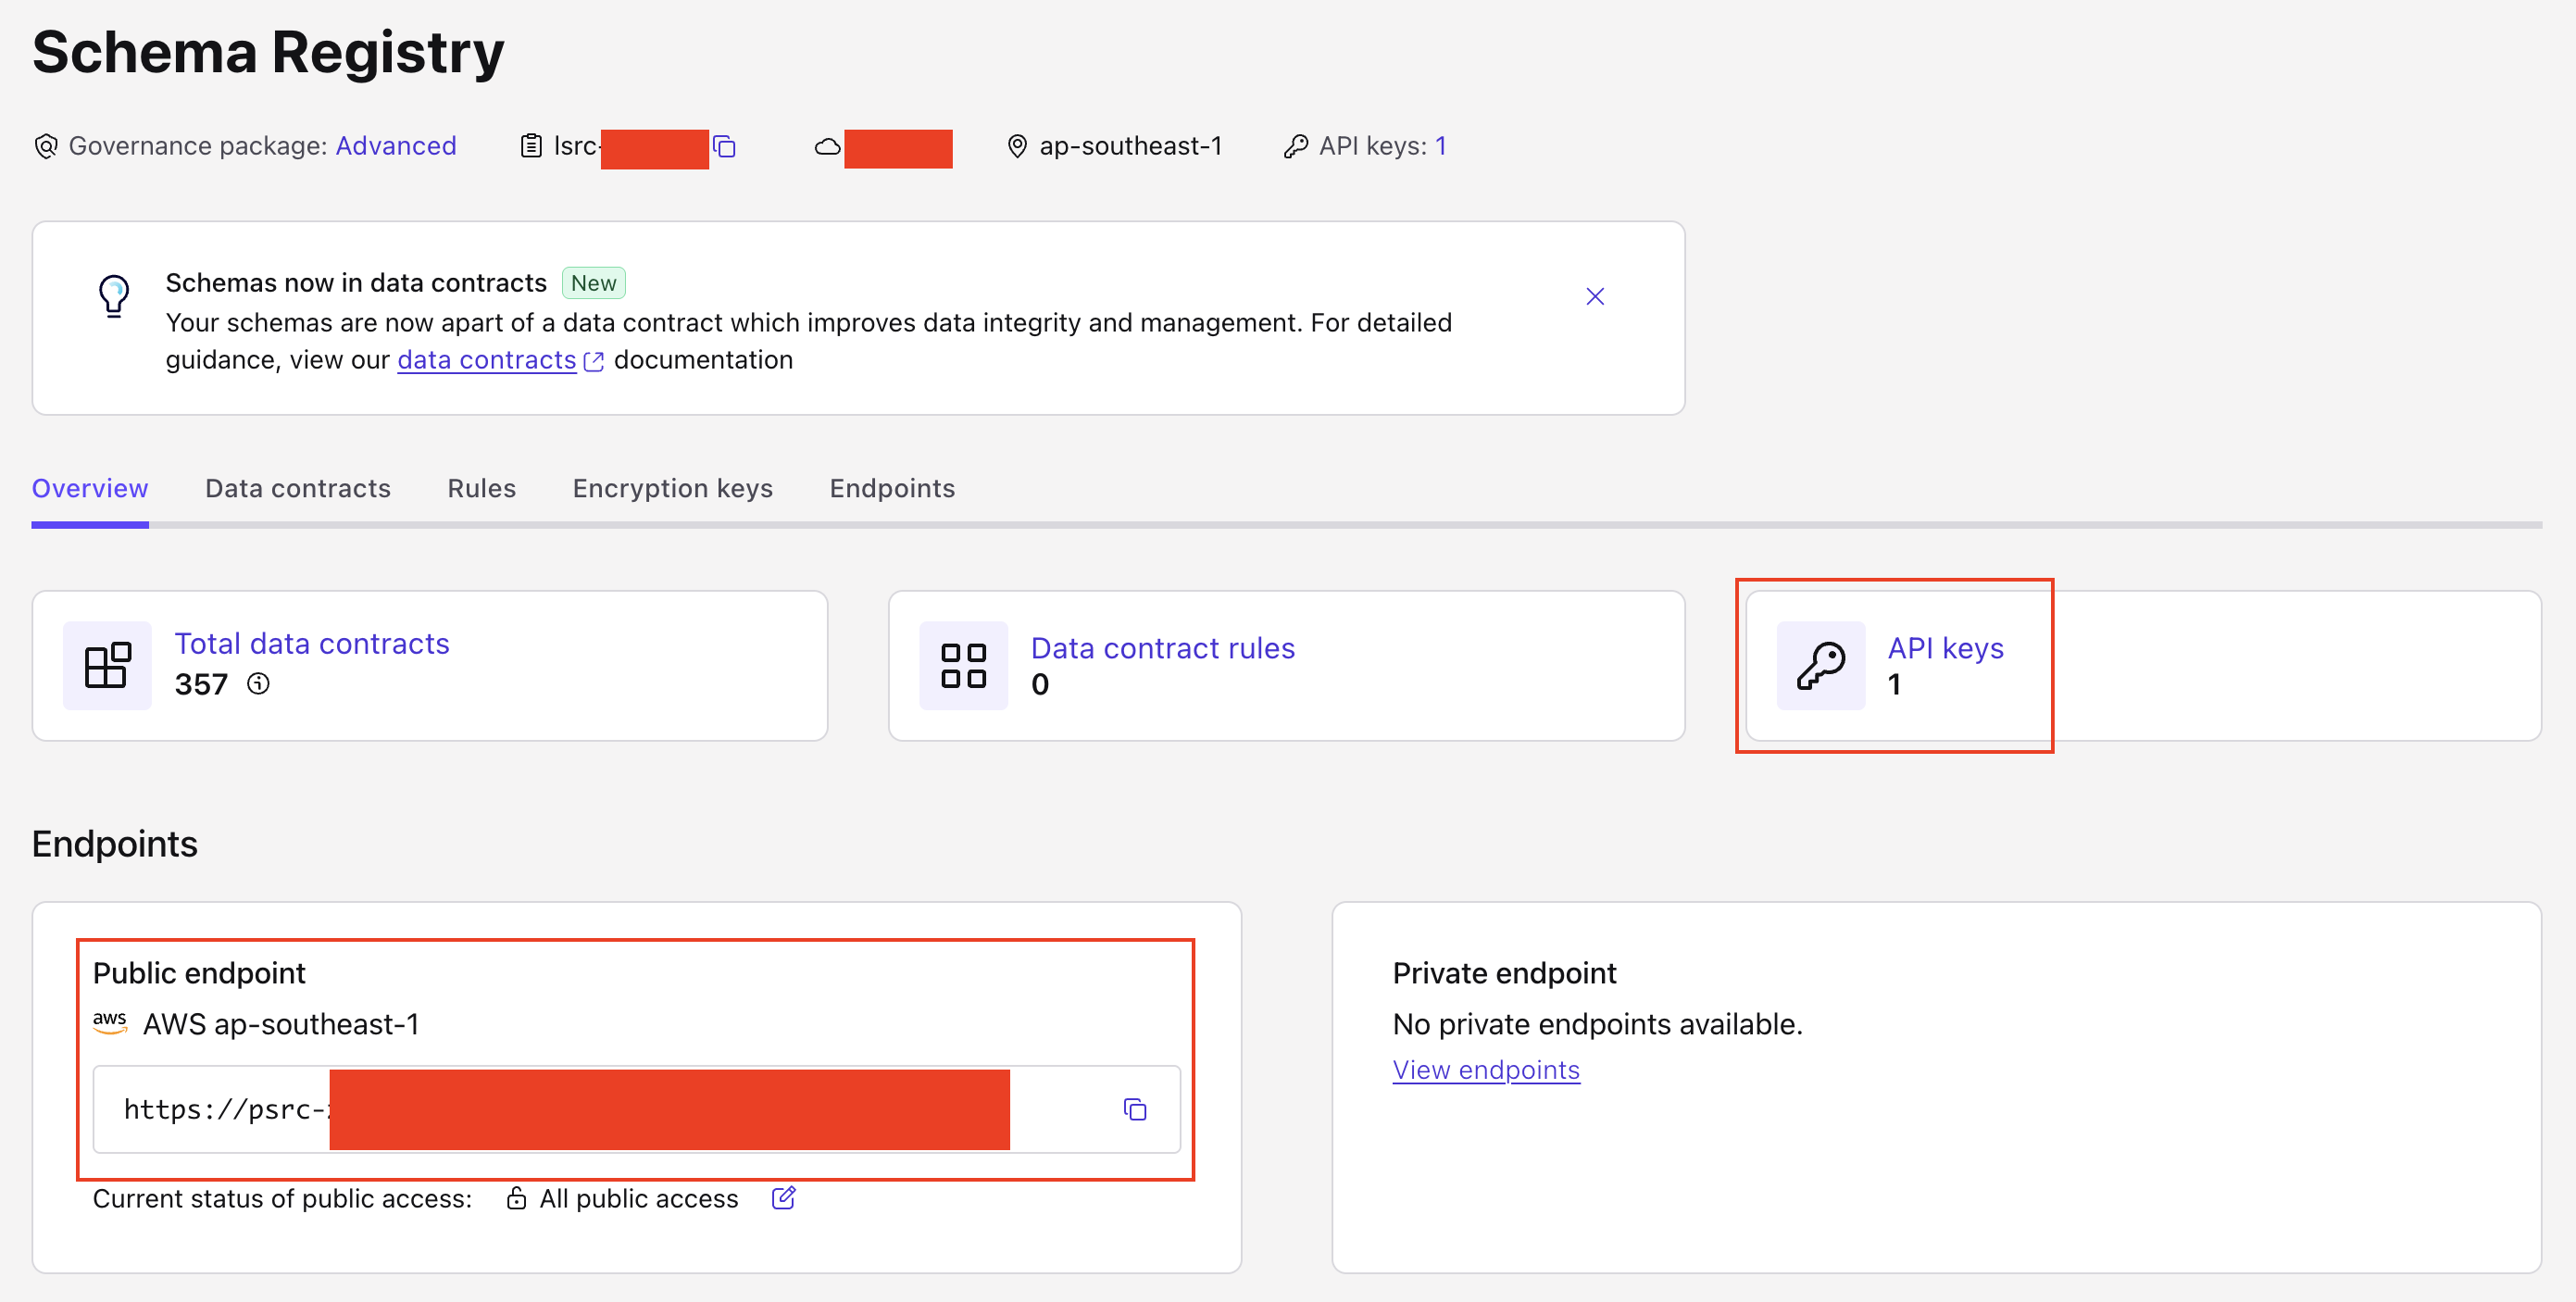 Schema Registry
Governance package: Advanced
lsrc-
ap-southeast-1
API keys: 1
Schemas now in data contracts New
Your schemas are now apart of a data contract which improves data integrity and management. For detailed
guidance, view our data contracts documentation
Overview
Data contracts
Rules
Encryption keys
Endpoints
Total data contracts
357
Data contract rules
0
API keys
1
Endpoints
Public endpoint
aws AWS ap-southeast-1
https://psrc-
Current status of public access: All public access
Private endpoint
No private endpoints available.
View endpoints